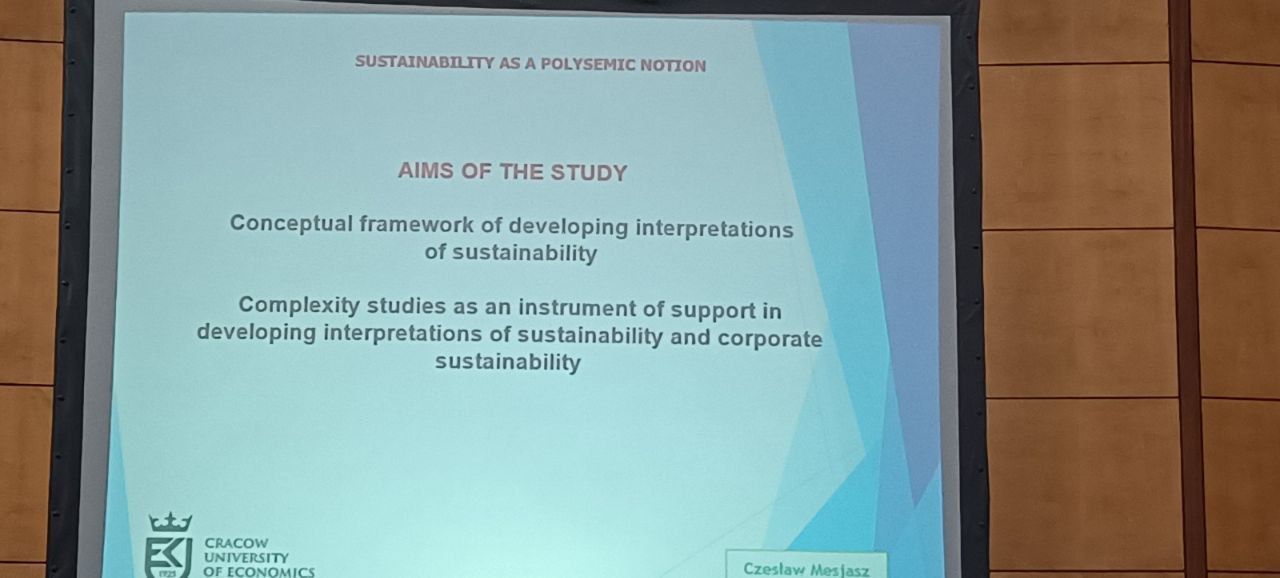 SUSTAINABILITY AS A POLYSEMIC NOTION
AIMS OF THE STUDY
Conceptual framework of developing interpretations
of sustainability
Complexity studies as an instrument of support in
developing interpretations of sustainability and corporate
sustainability
1925
CRACOW
UNIVERSITY
OF ECONOMICS
Czesław Mesjasz